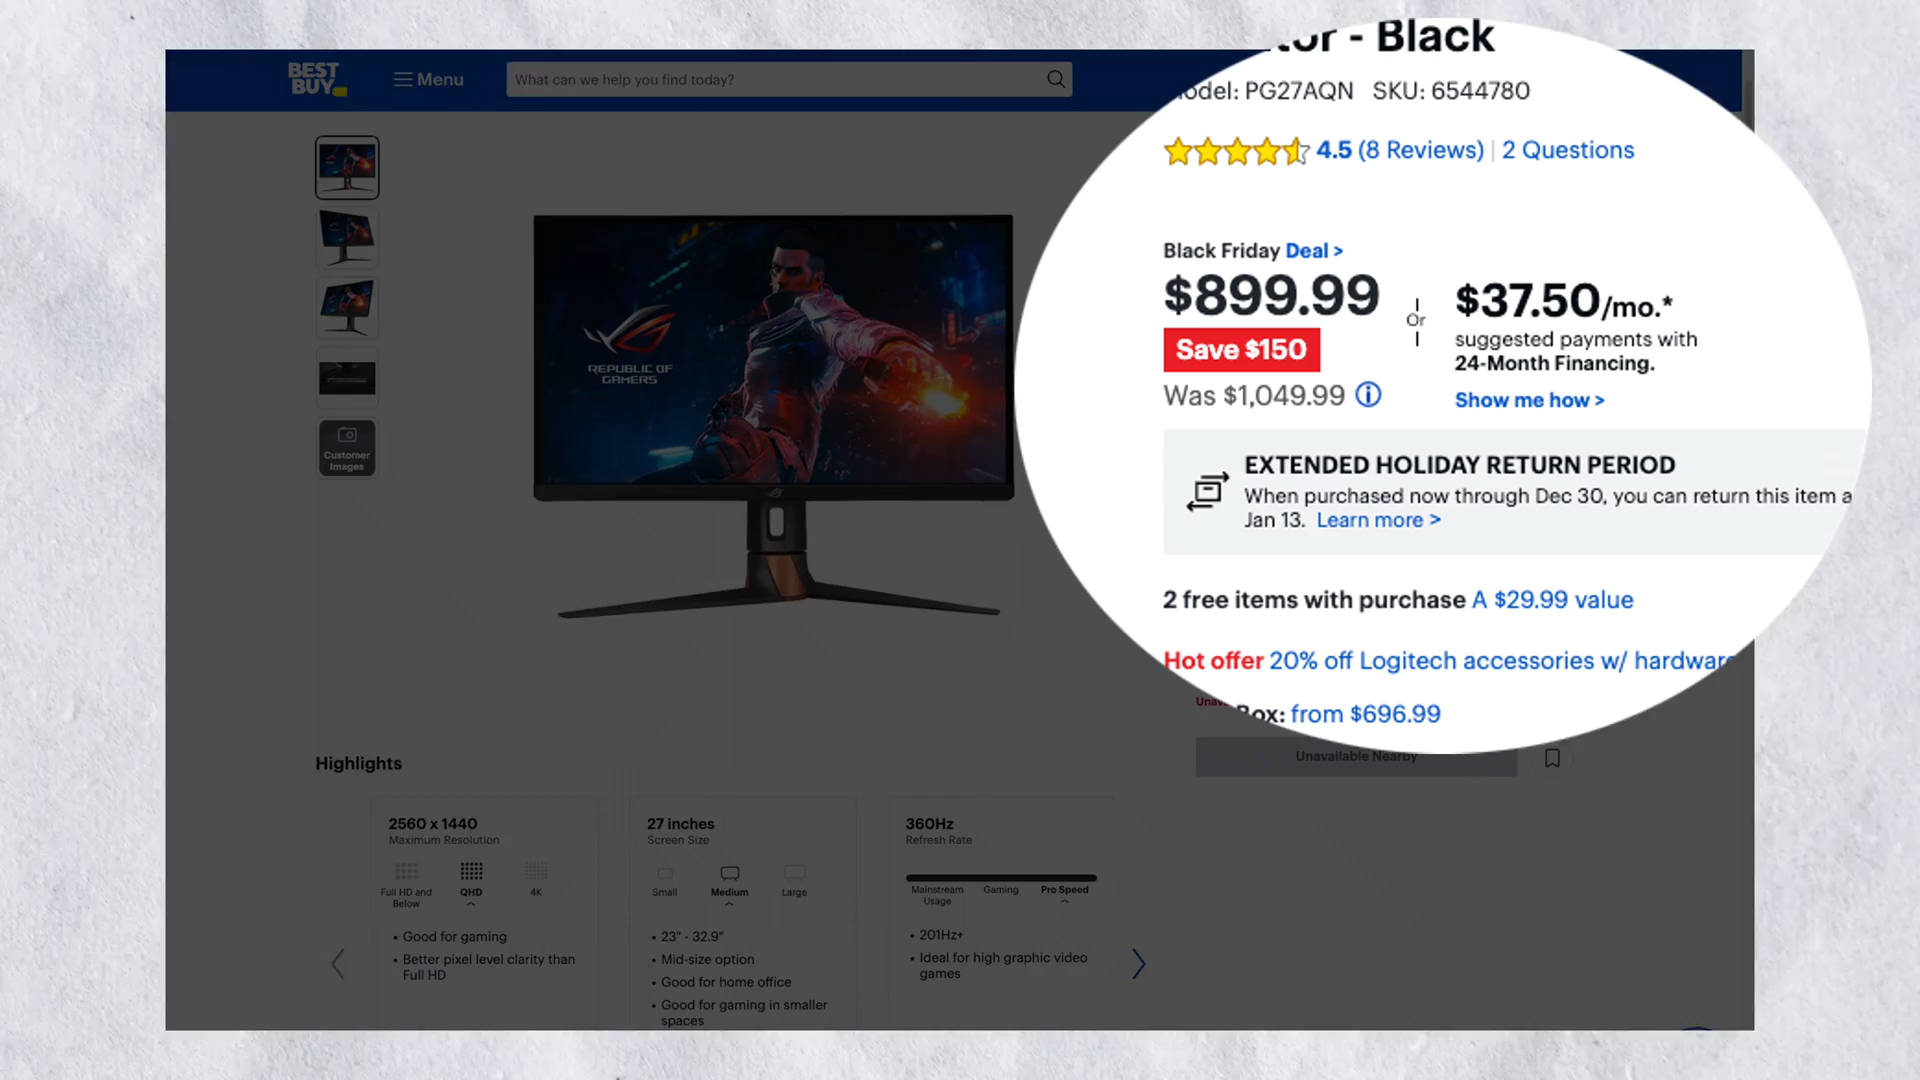 BEST BUY
Menu
What can we help you find today?
- Black
Model: PG27AQN SKU: 6544780
4.5 (8 Reviews) | 2 Questions
Black Friday Deal >
$899.99
Save $150
Was $1,049.99
Or
$37.50/mo.*
suggested payments with
24-Month Financing.
Show me how >
EXTENDED HOLIDAY RETURN PERIOD
When purchased now through Dec 30, you can return this item a
Jan 13. Learn more >
2 free items with purchase A $29.99 value
Hot offer 20% off Logitech accessories w/ hardware
Box: from $696.99
Unavailable Nearby
REPUBLIC OF
GAMERS
Customer
Images
Highlights
2560 x 1440
Maximum Resolution
Full HD and
Below
QHD
4K
• Good for gaming
• Better pixel level clarity than
Full HD
27 inches
Screen Size
Small
Medium
Large
• 23" - 32.9"
• Mid-size option
• Good for home office
• Good for gaming in smaller
spaces
360Hz
Refresh Rate
Mainstream
Usage
Gaming
Pro Speed
• 201Hz+
• Ideal for high graphic video
games